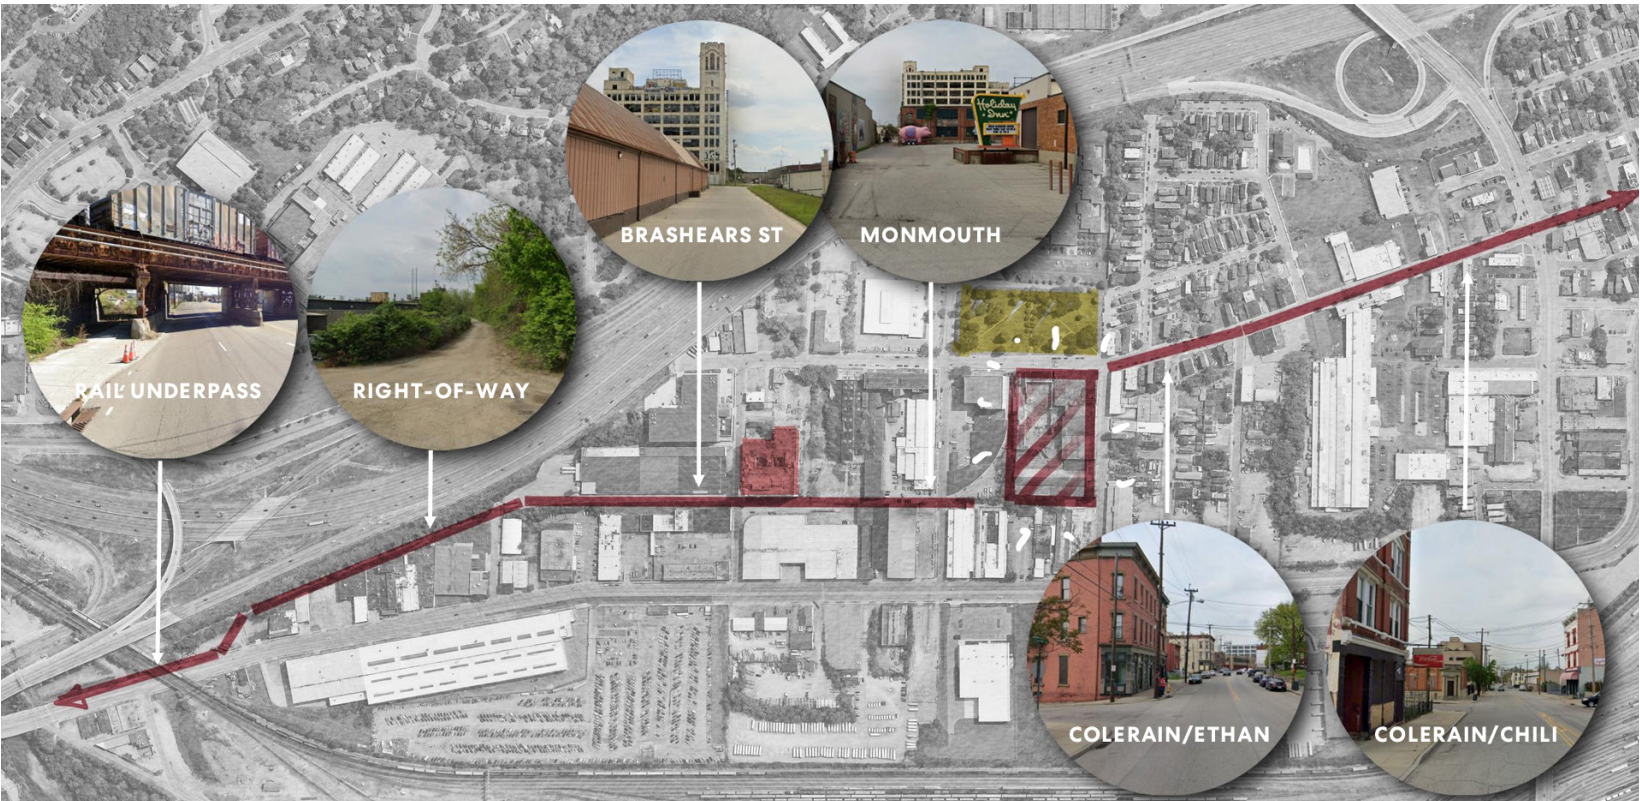 BRASHEARS ST
MONMOUTH
Holiday
Inn
RAIL UNDERPASS
RIGHT-OF-WAY
COLERAIN/ETHAN
COLERAIN/CHILI